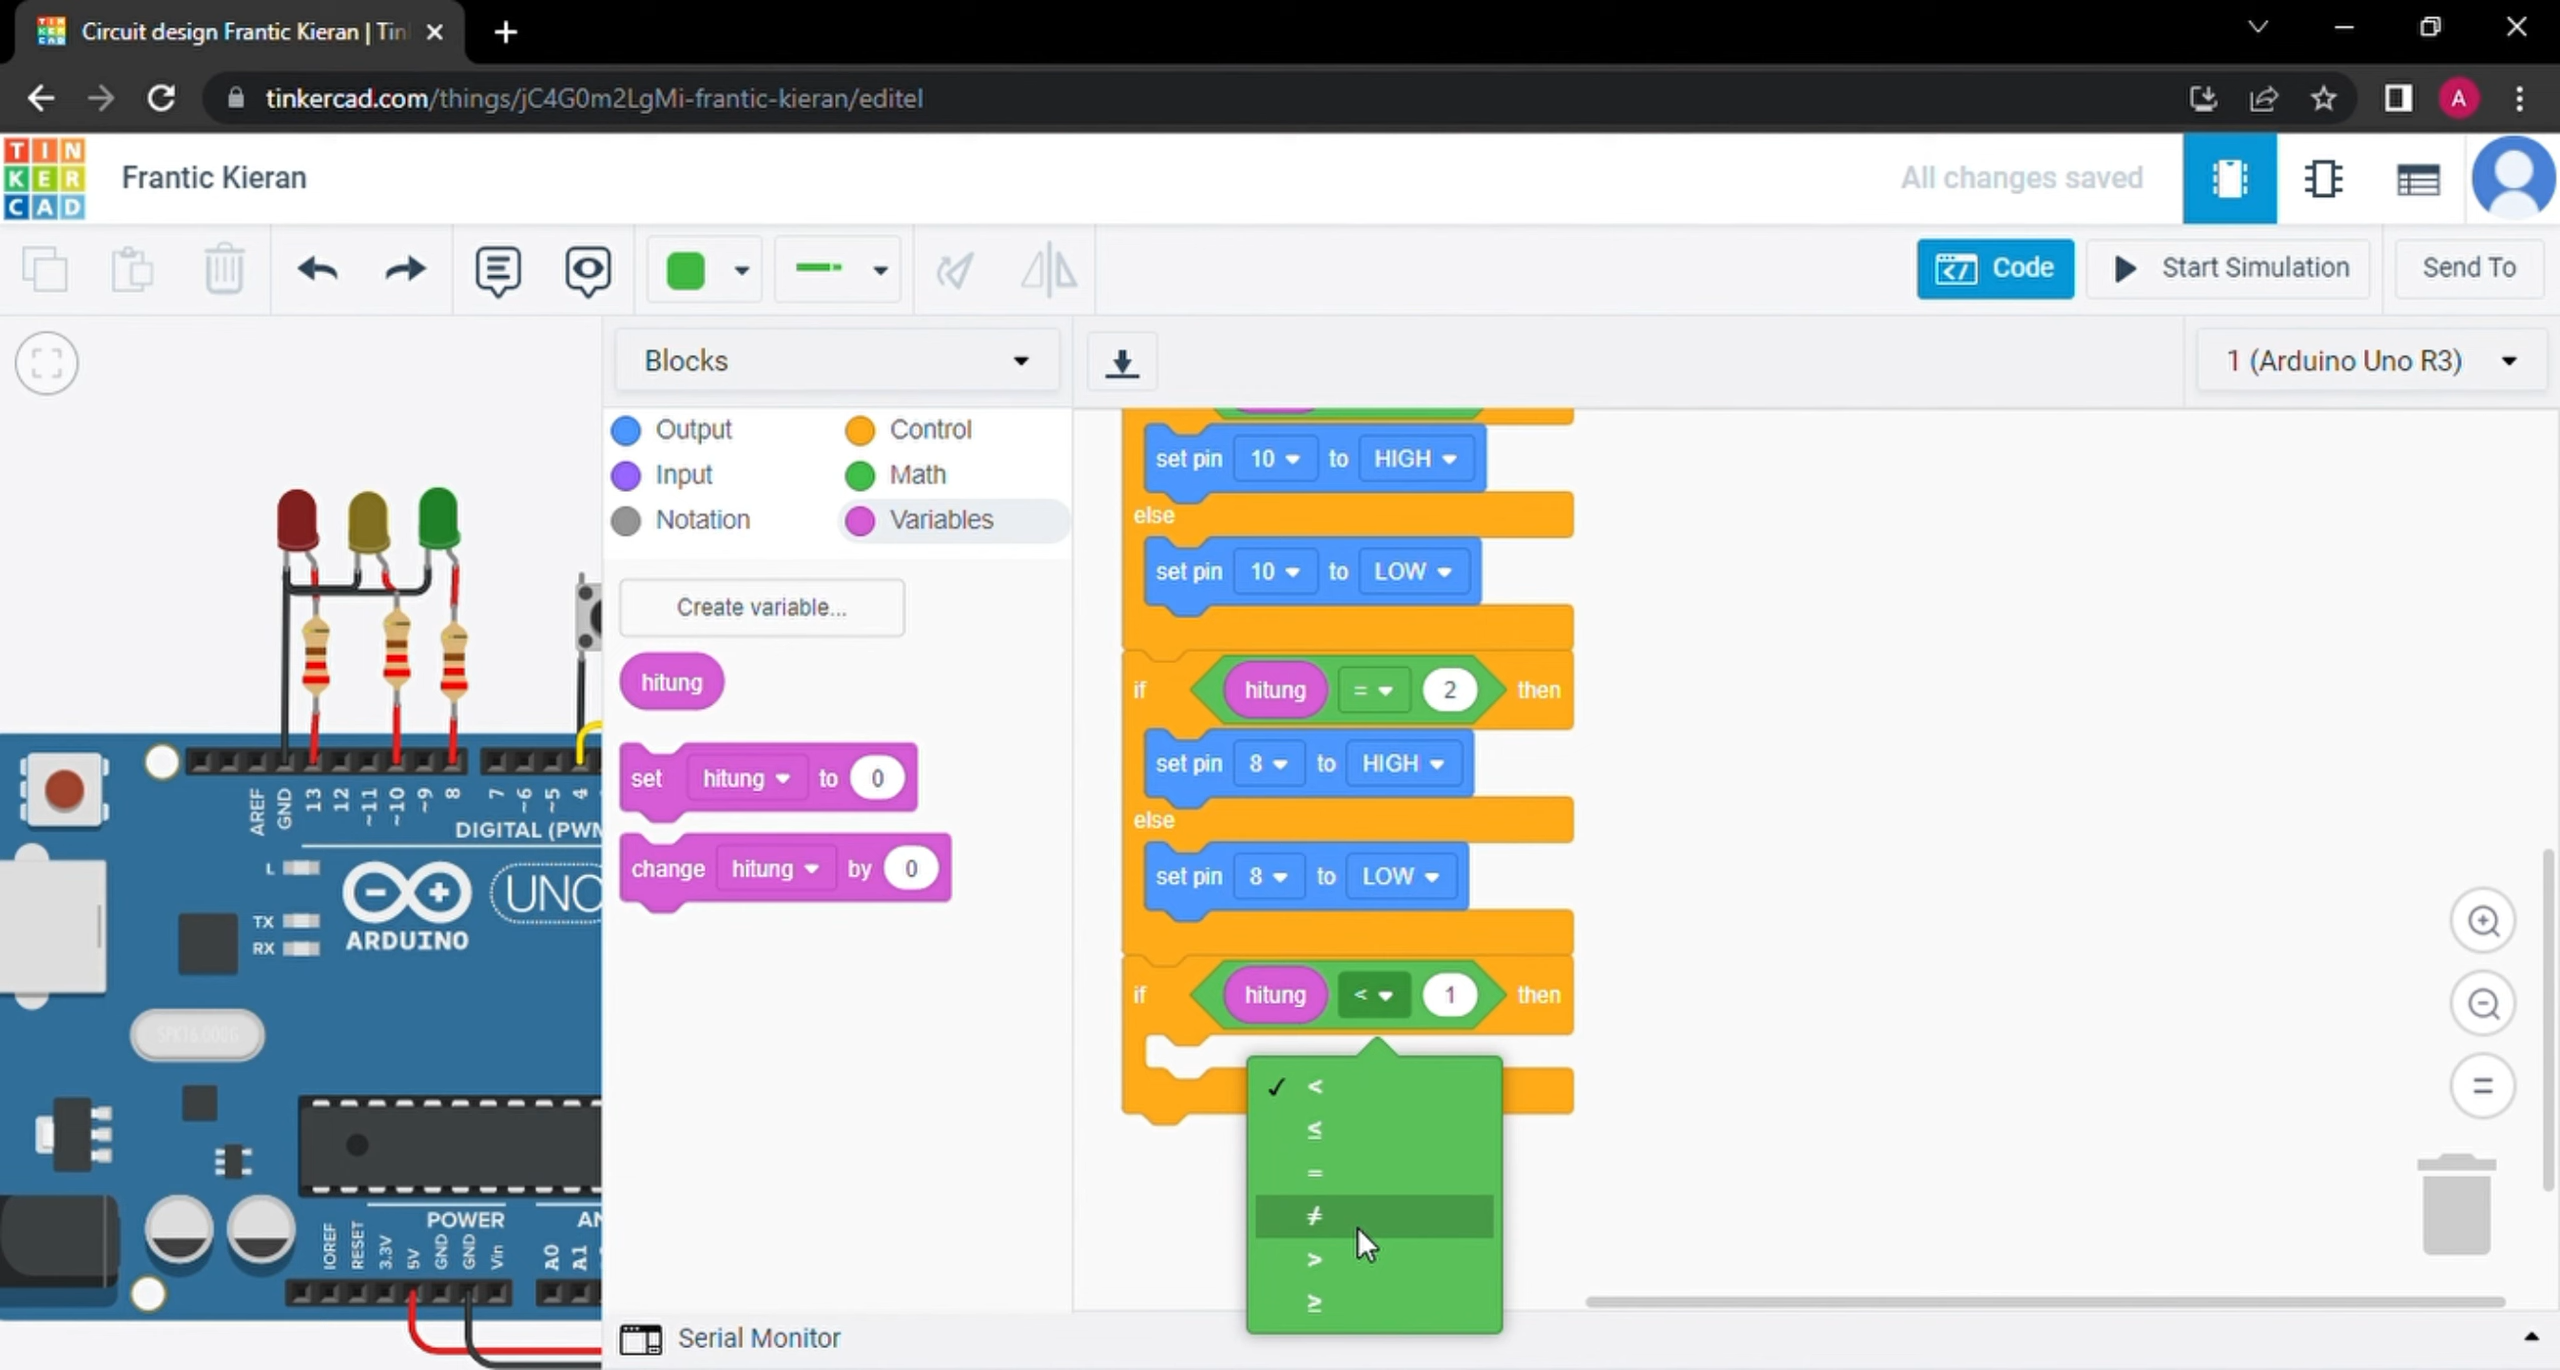 Circuit design Frantic Kieran | Tin
tinkercad.com/things/jC4G0m2LgMi-frantic-kieran/editel
A
TIN
KER
CAD
Frantic Kieran
All changes saved
Code
Start Simulation
Send To
Blocks
1 (Arduino Uno R3)
Output
Control
Input
Math
Notation
Variables
Create variable...
hitung
set hitung to 0
change hitung by 0
set pin 10 to HIGH
else
set pin 10 to LOW
if hitung = 2 then
set pin 8 to HIGH
else
set pin 8 to LOW
if hitung < 1 then
✓ <
≤
=
≠
>
≥
AREF
GND
13
12
~11
~10
~9
8
7
~6
~5
4
DIGITAL (PWM
L
TX
RX
ARDUINO
UNO
SPK16.000G
POWER
AN
IOREF
RESET
3.3V
5V
GND
GND
Vin
A0
A1
Serial Monitor